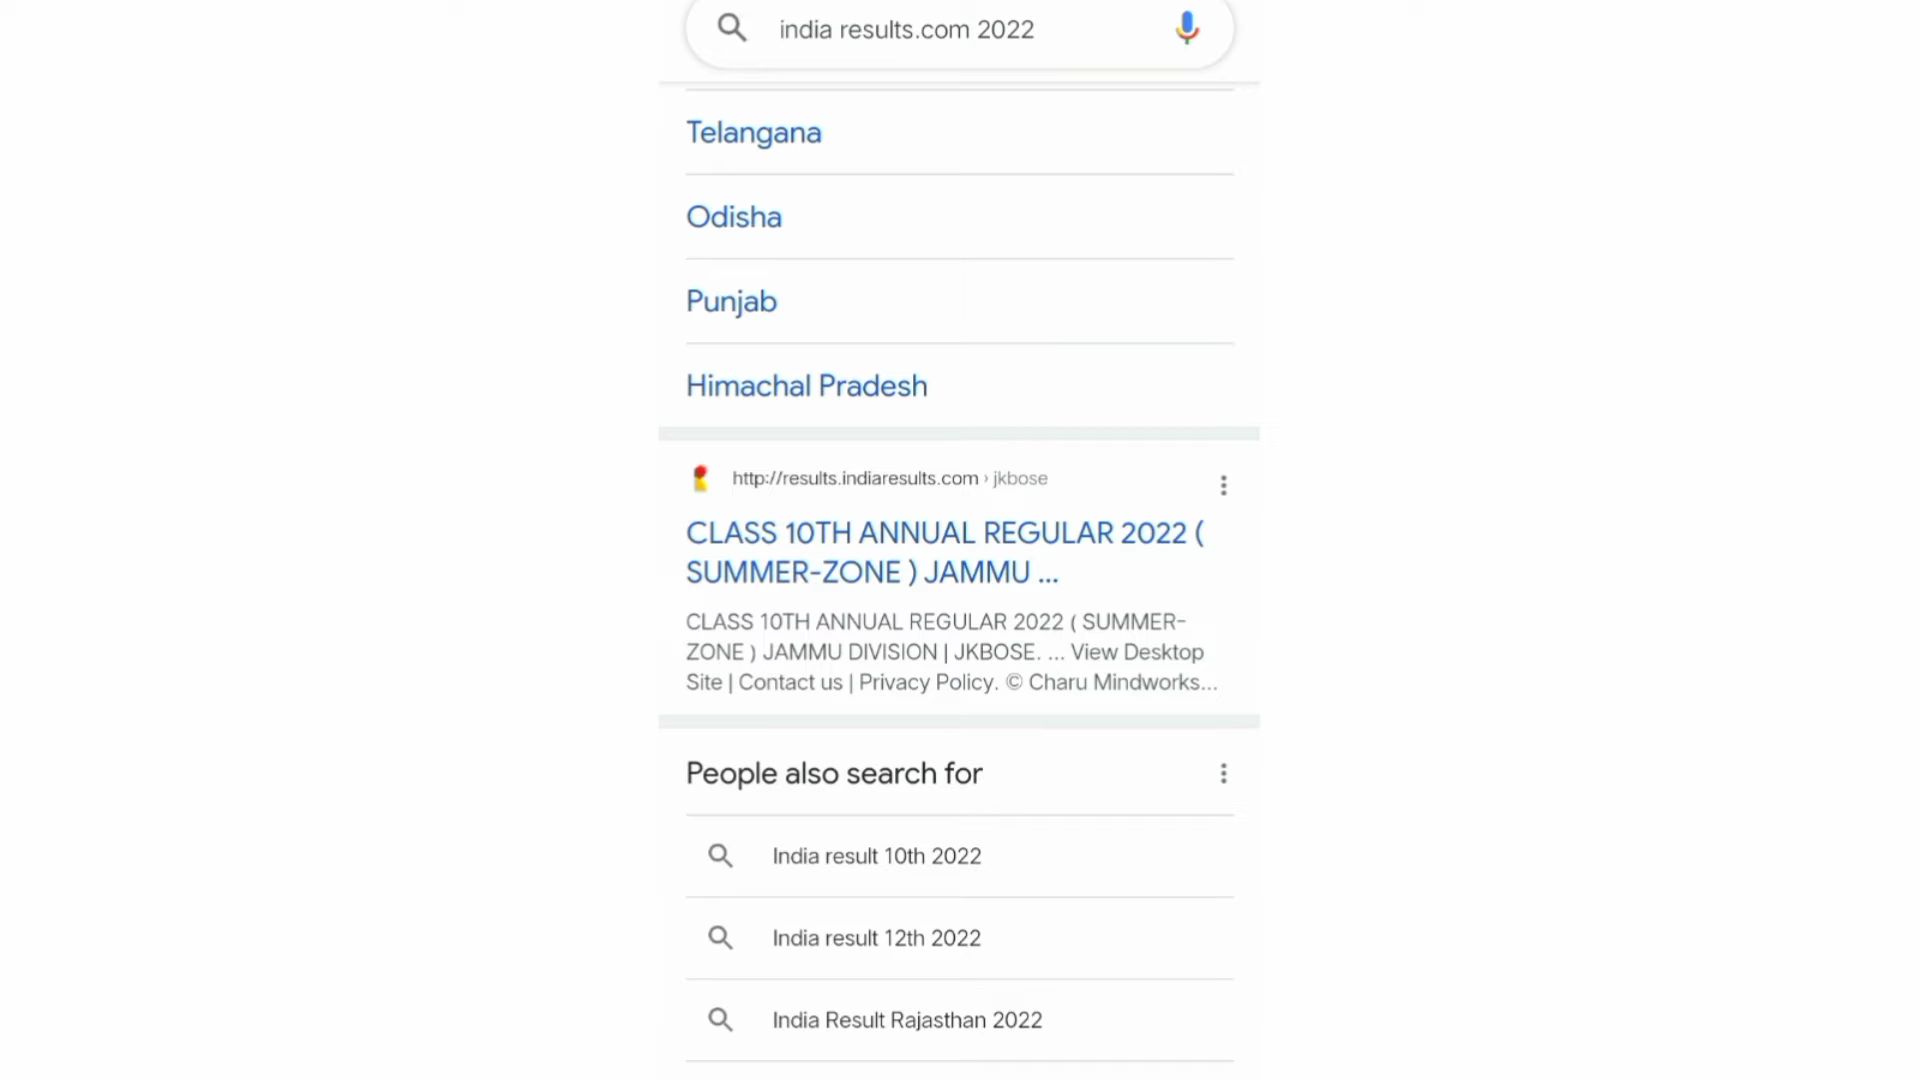 india results.com 2022
Telangana
Odisha
Punjab
Himachal Pradesh
http://results.indiaresults.com › jkbose
CLASS 10TH ANNUAL REGULAR 2022 (
SUMMER-ZONE ) JAMMU ...
CLASS 10TH ANNUAL REGULAR 2022 ( SUMMER-
ZONE ) JAMMU DIVISION | JKBOSE. ... View Desktop
Site | Contact us | Privacy Policy. © Charu Mindworks...
People also search for
India result 10th 2022
India result 12th 2022
India Result Rajasthan 2022